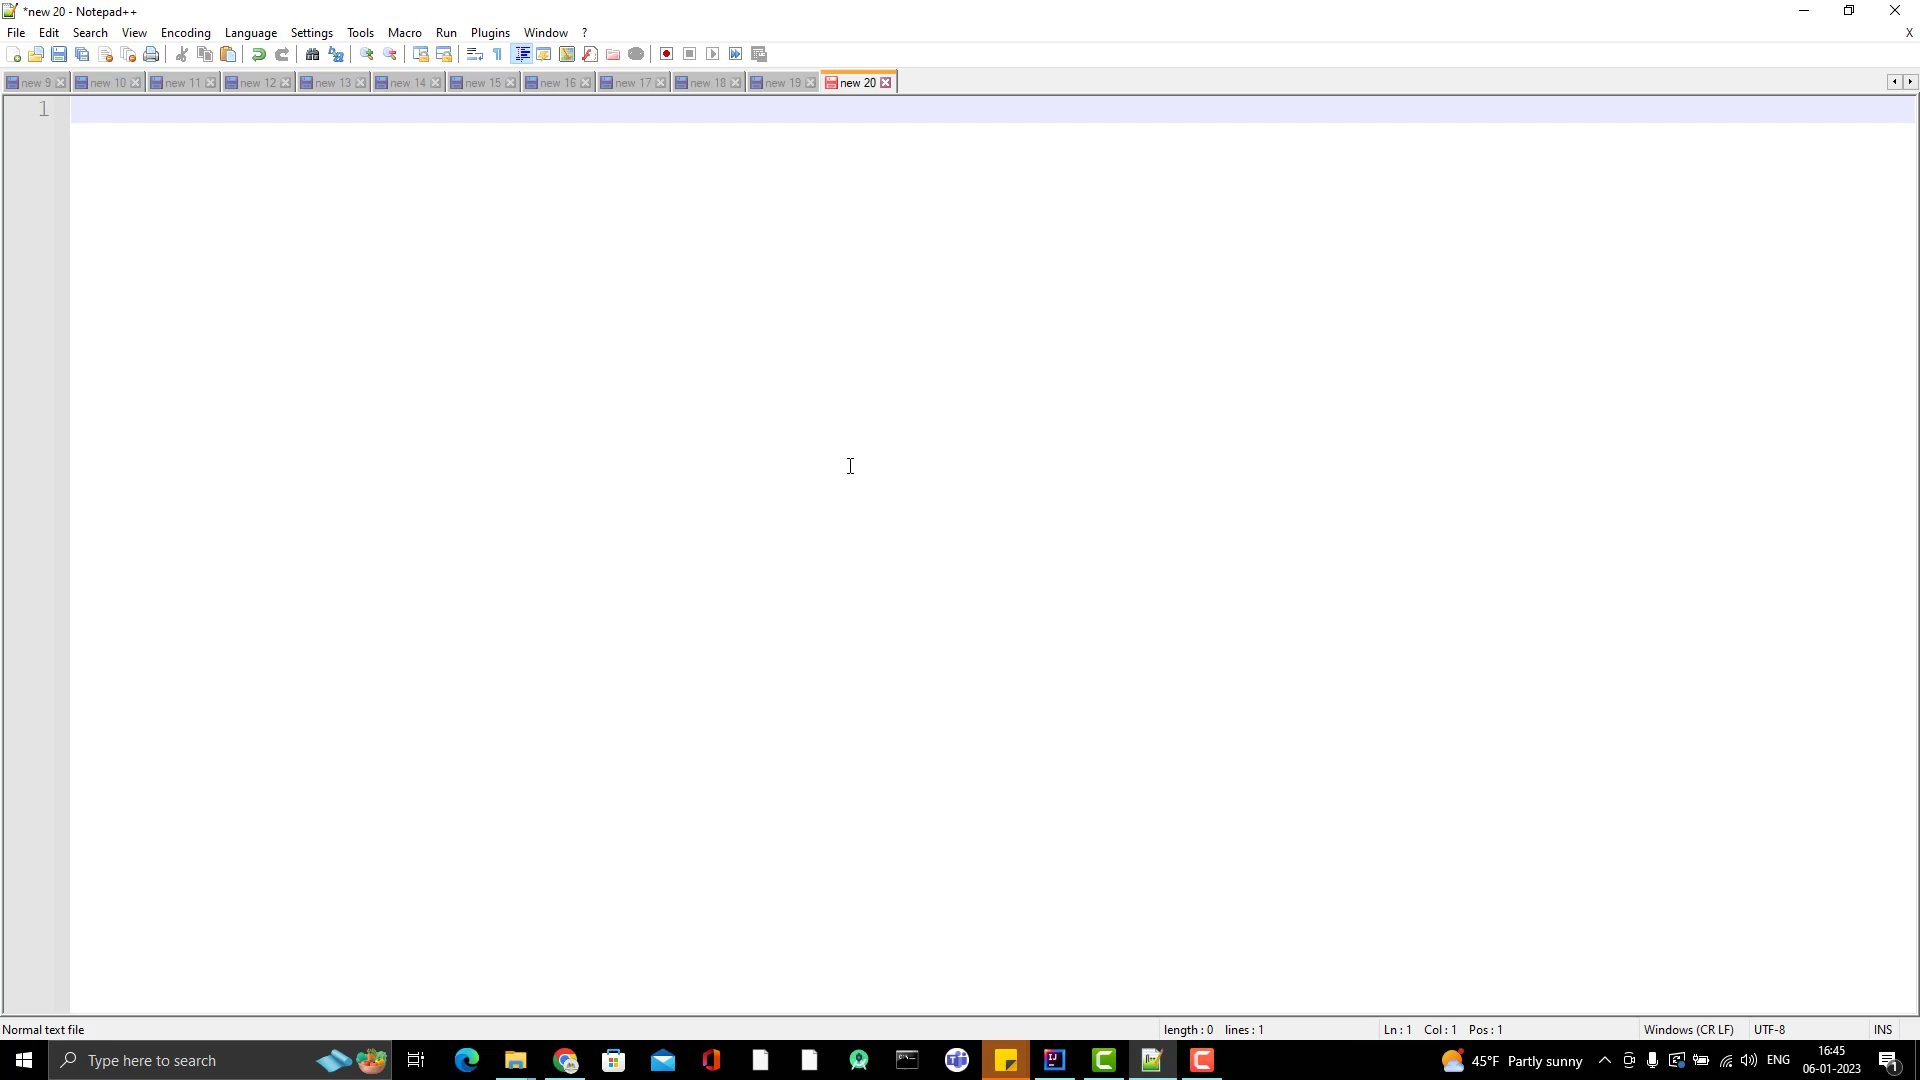 *new 20 - Notepad++
File Edit Search View Encoding Language Settings Tools Macro Run Plugins Window ? X
new 9 new 10 new 11 new 12 new 13 new 14 new 15 new 16 new 17 new 18 new 19 new 20
1
Normal text file length : 0 lines : 1 Ln : 1 Col : 1 Pos : 1 Windows (CR LF) UTF-8 INS
Type here to search 45°F Partly sunny ENG 16:45
06-01-2023 1